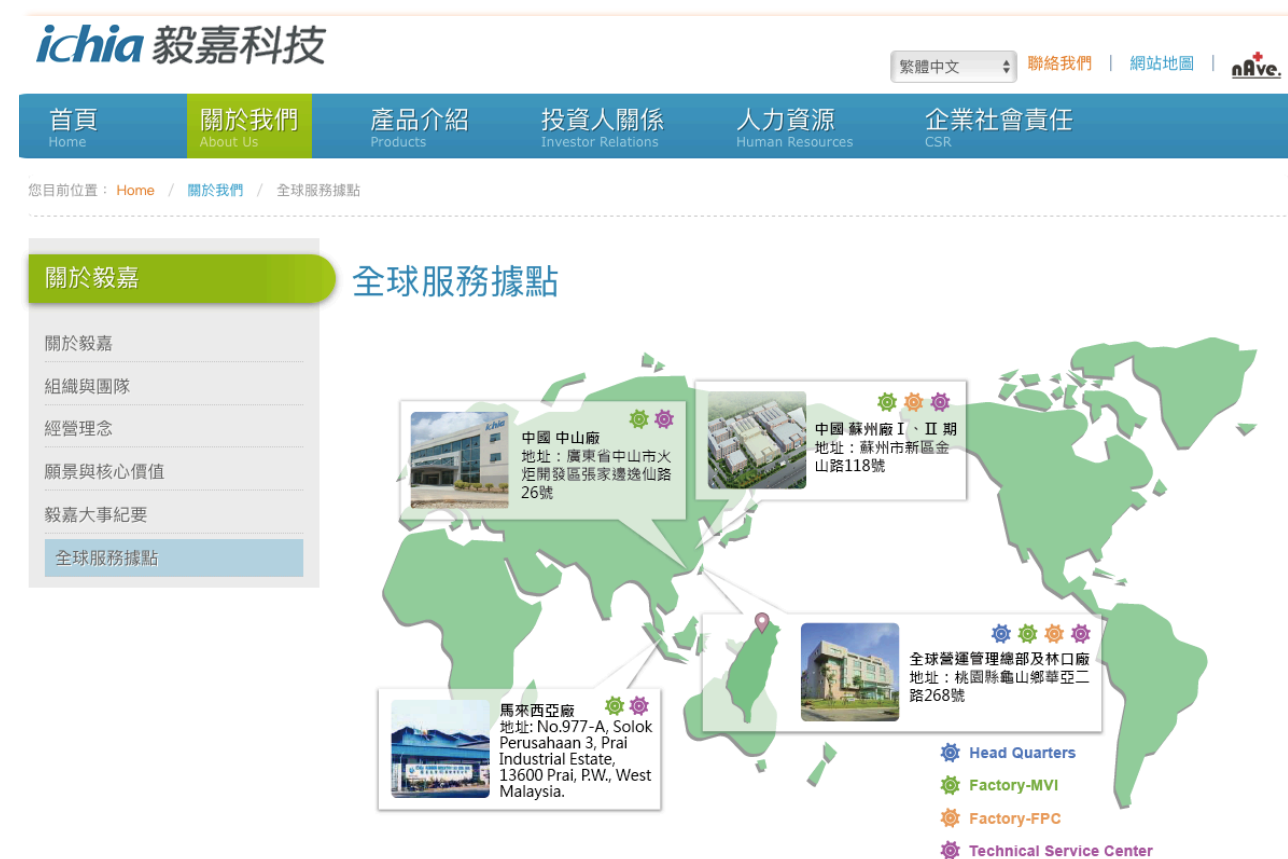 ichia 毅嘉科技
繁體中文
聯絡我們 | 網站地圖 | nAve.
首頁 關於我們 產品介紹 投資人關係 人力資源 企業社會責任
Home About Us Products Investor Relations Human Resources CSR
您目前位置： Home / 關於我們 / 全球服務據點
關於毅嘉
關於毅嘉
組織與團隊
經營理念
願景與核心價值
毅嘉大事紀要
全球服務據點
全球服務據點
ichia
中國 中山廠
地址：廣東省中山市火
炬開發區張家邊逸仙路
26號
中國 蘇州廠Ⅰ、Ⅱ 期
地址：蘇州市新區金
山路118號
全球營運管理總部及林口廠
地址：桃園縣龜山鄉華亞二
路268號
馬來西亞廠
地址: No.977-A, Solok
Perusahaan 3, Prai
Industrial Estate,
13600 Prai, P.W., West
Malaysia.
Head Quarters
Factory-MVI
Factory-FPC
Technical Service Center